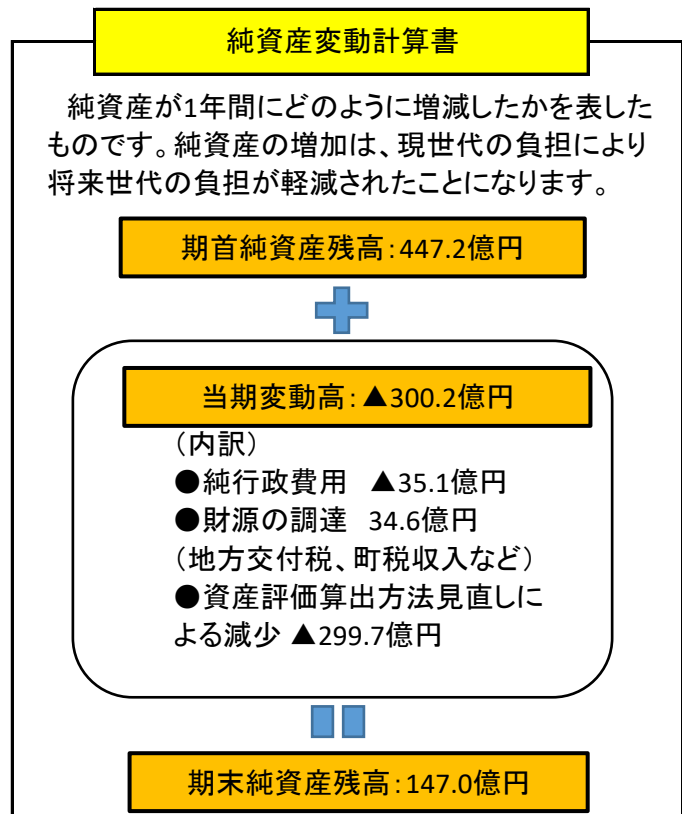 純資産変動計算書
純資産が1年間にどのように増減したかを表した
ものです。純資産の増加は、現世代の負担により
将来世代の負担が軽減されたことになります。
期首純資産残高：447.2億円
当期変動高：▲300.2億円
（内訳）
●純行政費用　▲35.1億円
●財源の調達　34.6億円
（地方交付税、町税収入など）
●資産評価算出方法見直しに
よる減少 ▲299.7億円
期末純資産残高：147.0億円